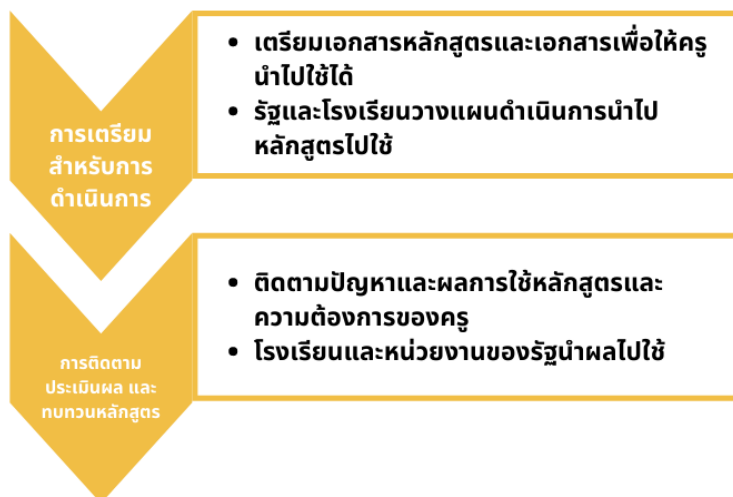 การเตรียม
สำหรับการ
ดำเนินการ
• เตรียมเอกสารหลักสูตรและเอกสารเพื่อให้ครู
นำไปใช้ได้
• รัฐและโรงเรียนวางแผนดำเนินการนำไป
หลักสูตรไปใช้
การติดตาม
ประเมินผล และ
ทบทวนหลักสูตร
• ติดตามปัญหาและผลการใช้หลักสูตรและ
ความต้องการของครู
• โรงเรียนและหน่วยงานของรัฐนำผลไปใช้